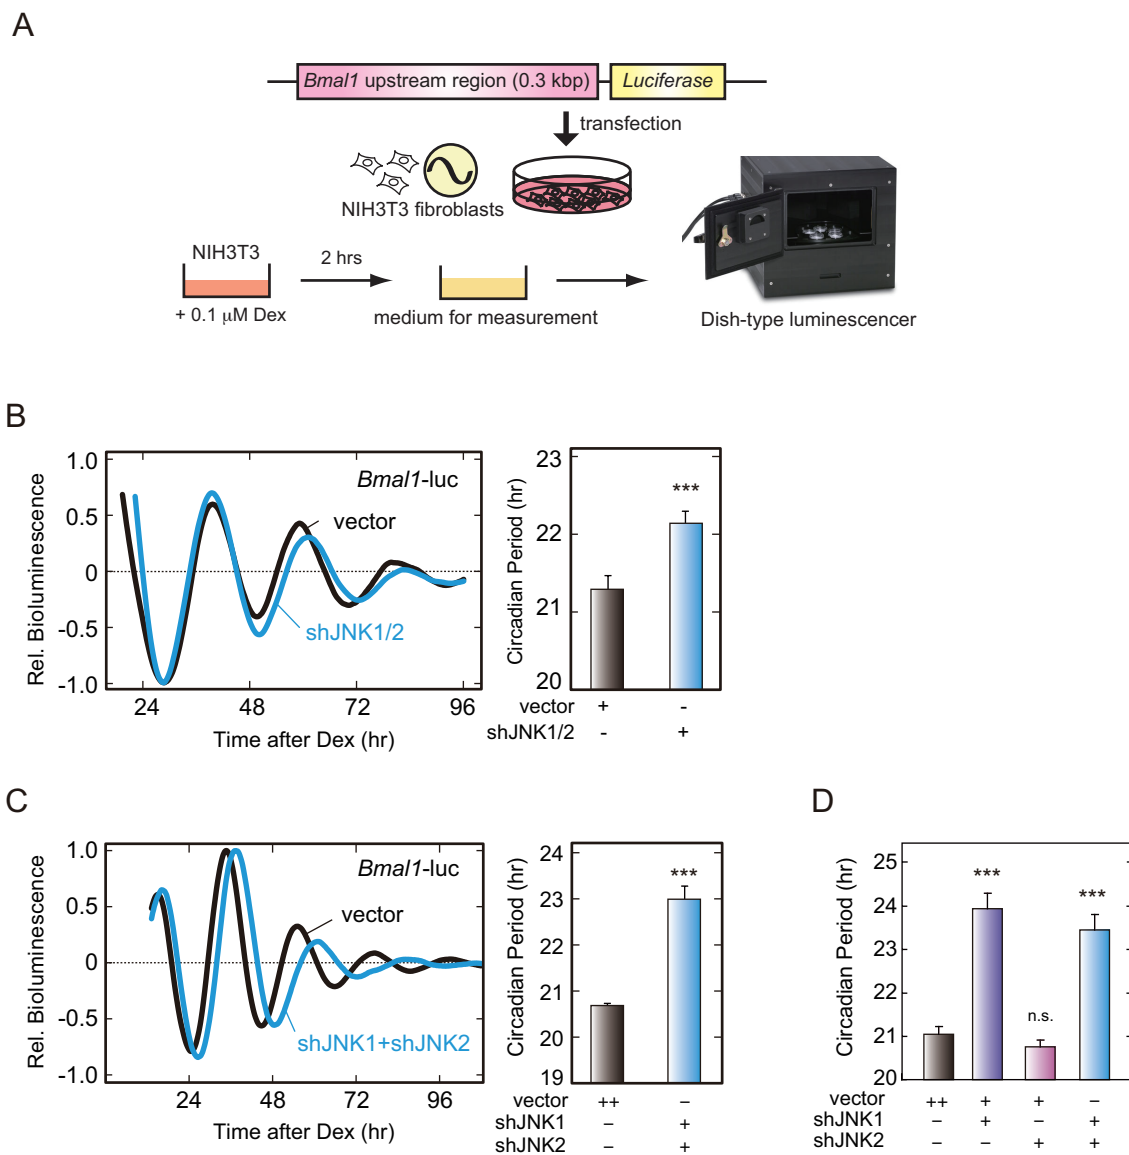 A
Bmal1 upstream region (0.3 kbp)
Luciferase
transfection
NIH3T3 fibroblasts
NIH3T3
2 hrs
+ 0.1 μM Dex
medium for measurement
Dish-type luminescencer
B
Rel. Bioluminescence
1.0
0.5
0
-0.5
-1.0
Bmal1-luc
vector
shJNK1/2
24 48 72 96
Time after Dex (hr)
Circadian Period (hr)
23
22
21
20
***
vector + -
shJNK1/2 - +
C
Rel. Bioluminescence
1.0
0.5
0
-0.5
-1.0
Bmal1-luc
vector
shJNK1+shJNK2
24 48 72 96
Time after Dex (hr)
Circadian Period (hr)
24
23
22
21
20
19
***
vector ++ –
shJNK1 – +
shJNK2 – +
D
Circadian Period (hr)
25
24
23
22
21
20
***
n.s.
***
vector ++ + + –
shJNK1 – + – +
shJNK2 – – + +